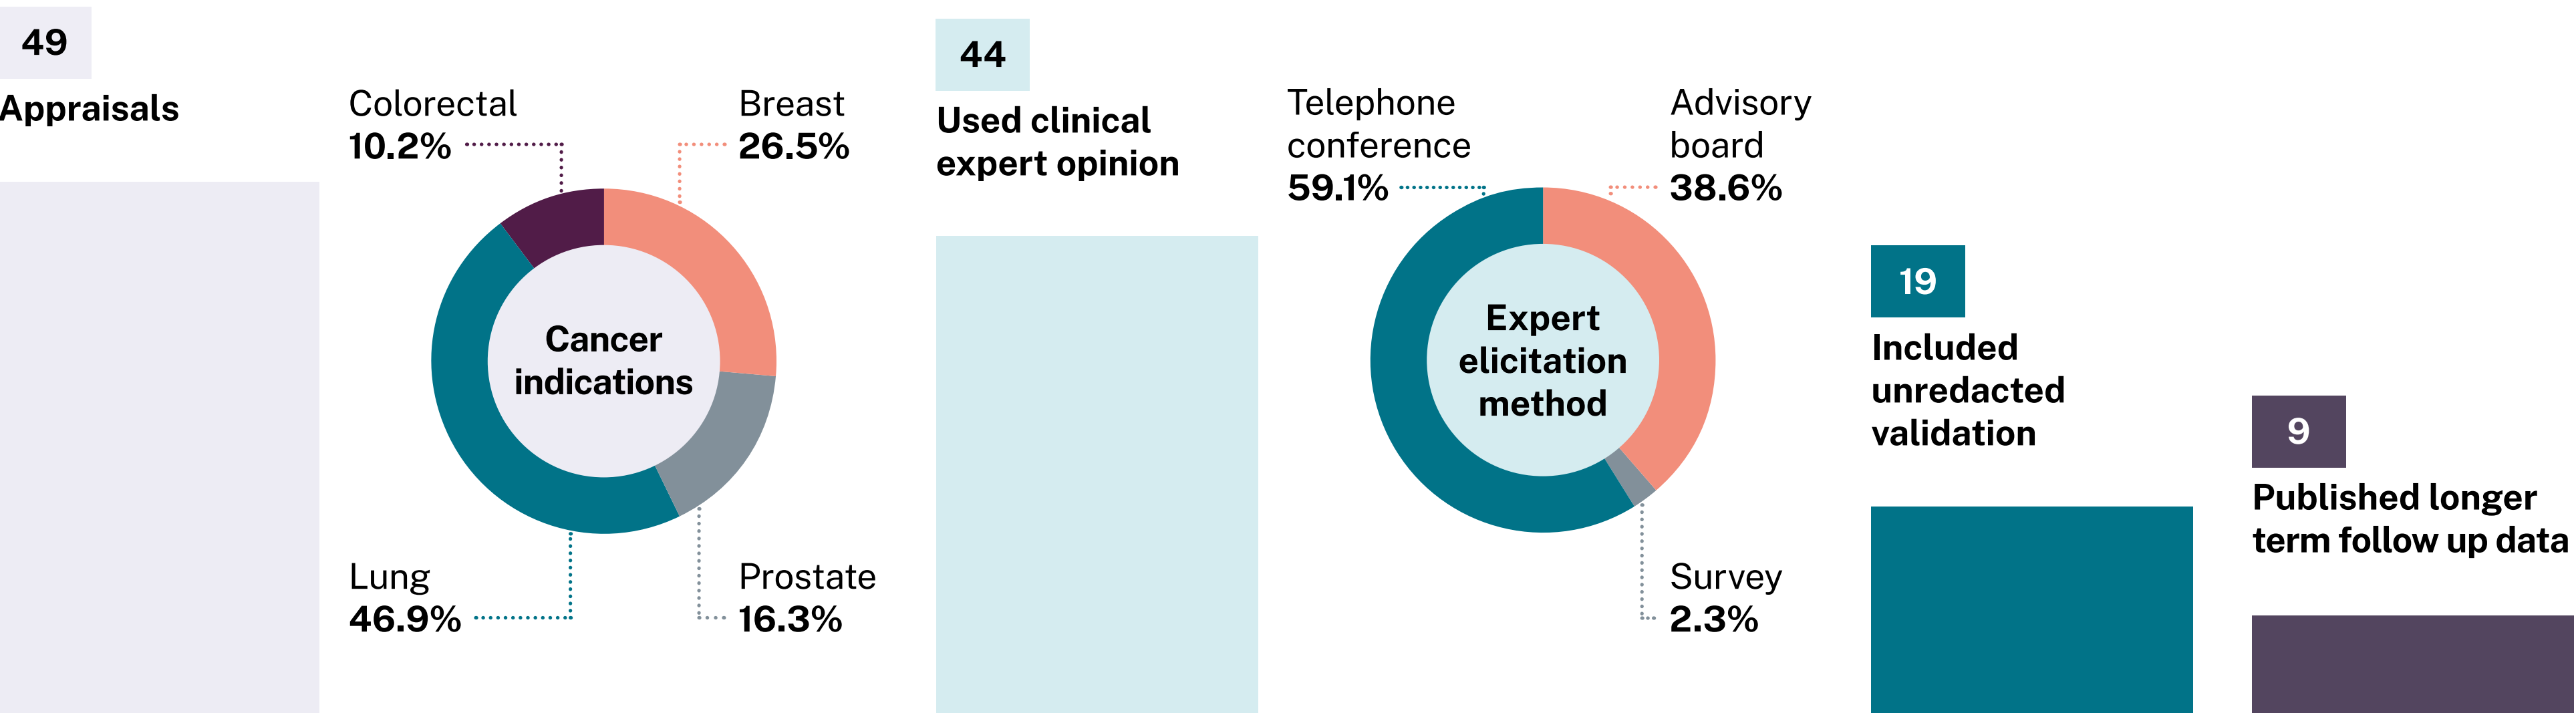 49
Appraisals
Colorectal
10.2%
Breast
26.5%
Cancer
indications
Lung
46.9%
Prostate
16.3%
44
Used clinical
expert opinion
Telephone
conference
59.1%
Advisory
board
38.6%
Expert
elicitation
method
Survey
2.3%
19
Included
unredacted
validation
9
Published longer
term follow up data